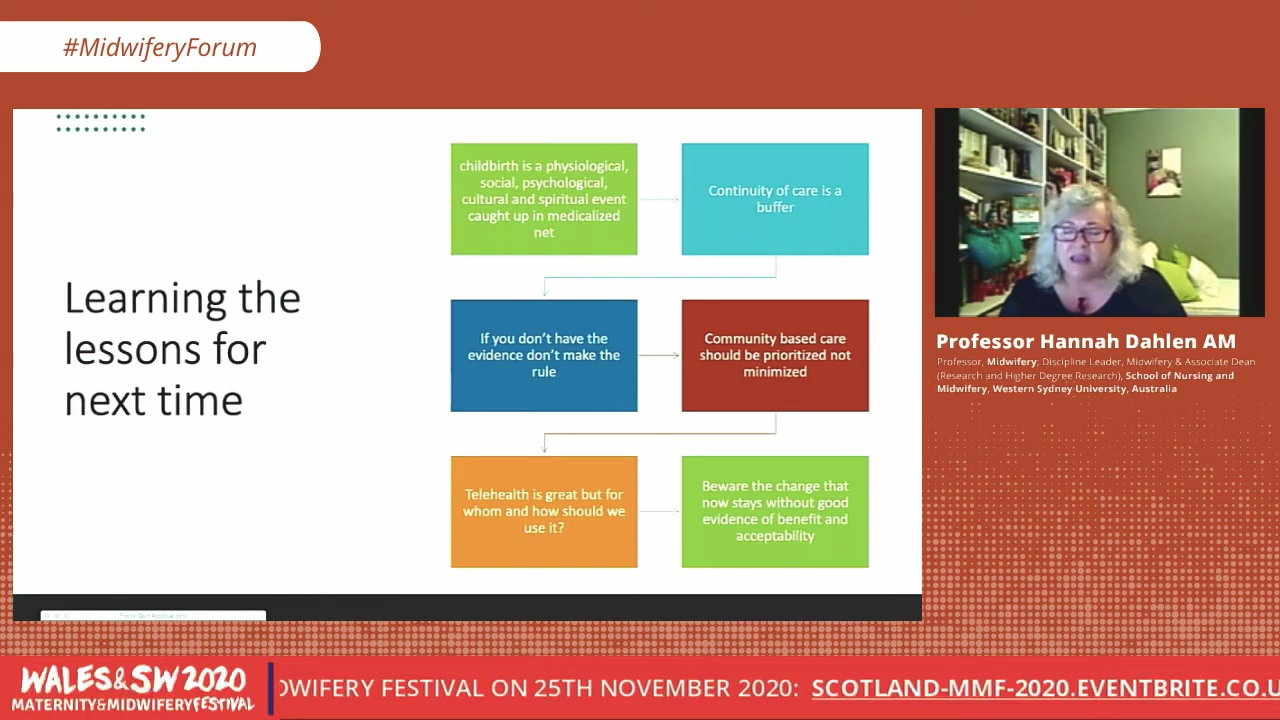 #MidwiferyForum
Learning the
lessons for
next time
childbirth is a physiological,
social, psychological,
cultural and spiritual event
caught up in medicalized
net
Continuity of care is a
buffer
If you don't have the
evidence don't make the
rule
Community based care
should be prioritized not
minimized
Telehealth is great but for
whom and how should we
use it?
Beware the change that
now stays without good
evidence of benefit and
acceptability
Professor Hannah Dahlen AM
Professor, Midwifery; Discipline Leader, Midwifery & Associate Dean
(Research and Higher Degree Research), School of Nursing and
Midwifery, Western Sydney University, Australia
WALES & SW 2020
MATERNITY & MIDWIFERY FESTIVAL
DWIFERY FESTIVAL ON 25TH NOVEMBER 2020: SCOTLAND-MMF-2020.EVENTBRITE.CO.U